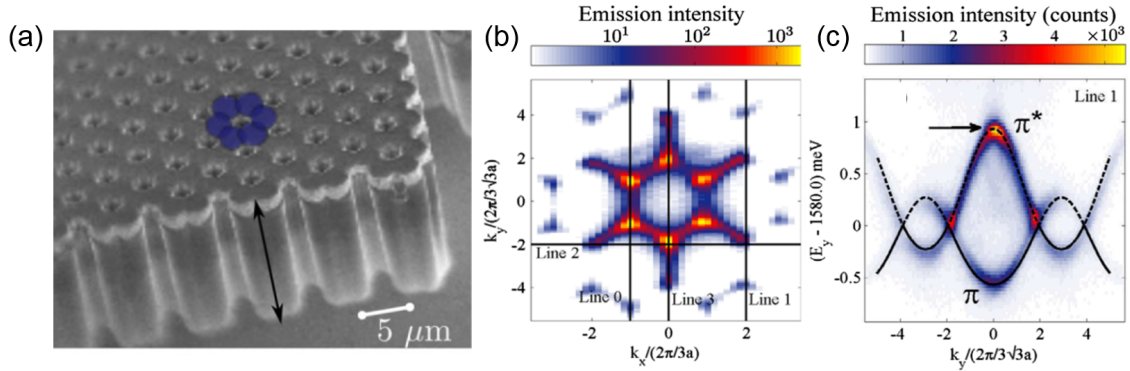 (a)
5 μm
(b)
Emission intensity
10¹ 10² 10³
k_y/(2π/3√3a)
4
2
0
-2
-4
Line 2
Line 0
Line 3
Line 1
-2 0 2
k_x/(2π/3a)
(c)
Emission intensity (counts)
1 2 3 4 ×10³
Line 1
(E_y - 1580.0) meV
1
0.5
0
-0.5
π*
π
-4 -2 0 2 4
k_y/(2π/3√3a)